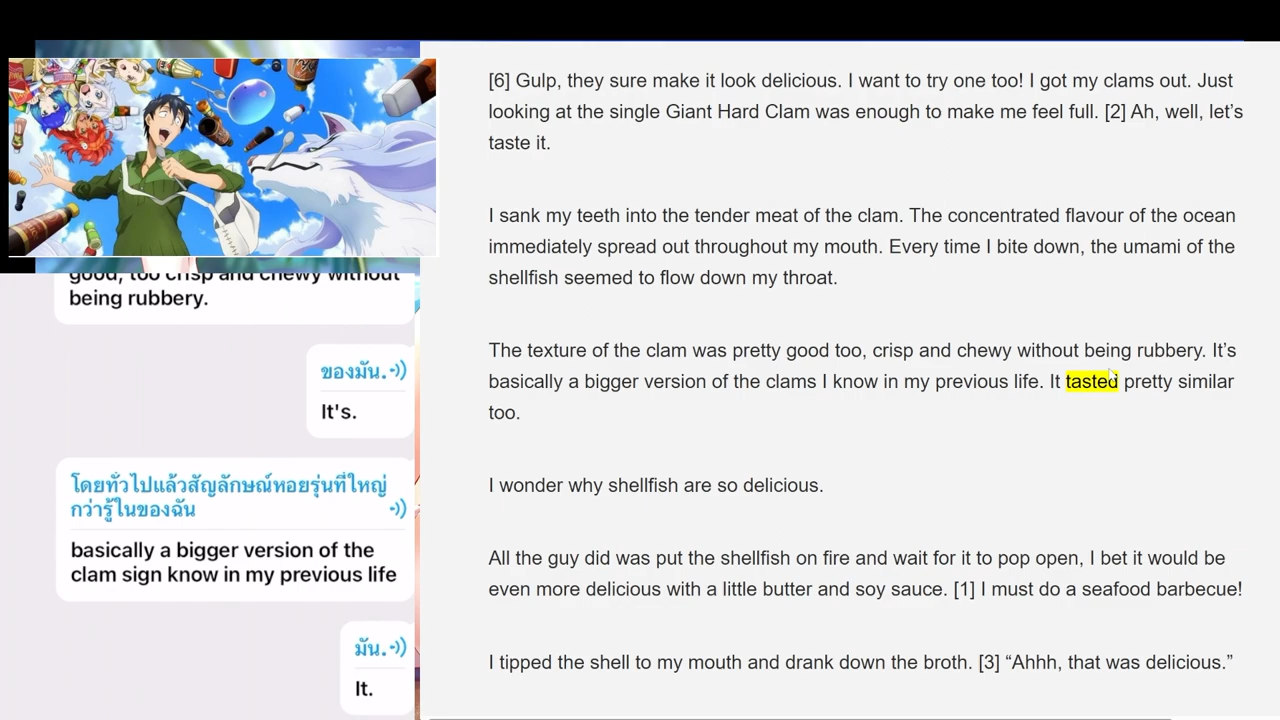 good, too crisp and chewy without
being rubbery.
ของมัน.
It's.
โดยทั่วไปแล้วสัญลักษณ์หอยรุ่นที่ใหญ่
กว่ารู้ในของฉัน
basically a bigger version of the
clam sign know in my previous life
มัน.
It.
[6] Gulp, they sure make it look delicious. I want to try one too! I got my clams out. Just
looking at the single Giant Hard Clam was enough to make me feel full. [2] Ah, well, let’s
taste it.
I sank my teeth into the tender meat of the clam. The concentrated flavour of the ocean
immediately spread out throughout my mouth. Every time I bite down, the umami of the
shellfish seemed to flow down my throat.
The texture of the clam was pretty good too, crisp and chewy without being rubbery. It’s
basically a bigger version of the clams I know in my previous life. It tasted pretty similar
too.
I wonder why shellfish are so delicious.
All the guy did was put the shellfish on fire and wait for it to pop open, I bet it would be
even more delicious with a little butter and soy sauce. [1] I must do a seafood barbecue!
I tipped the shell to my mouth and drank down the broth. [3] “Ahhh, that was delicious.”